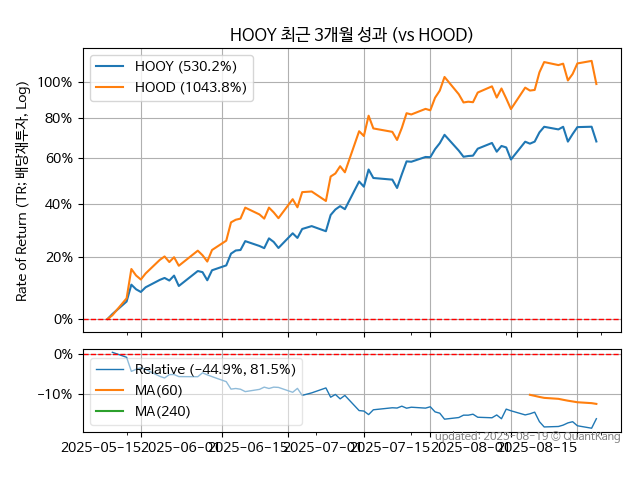 HOOY 최근 3개월 성과 (vs HOOD)
HOOY (530.2%)
HOOD (1043.8%)
Rate of Return (TR: 배당재투자, Log)
100%
80%
60%
40%
20%
0%
0%
−10%
Relative (−44.9%, 81.5%)
MA(60)
MA(240)
updated: 2025-08-19 © QuantKang
2025-05-15
2025-06-01
2025-06-15
2025-07-01
2025-07-15
2025-08-01
2025-08-15